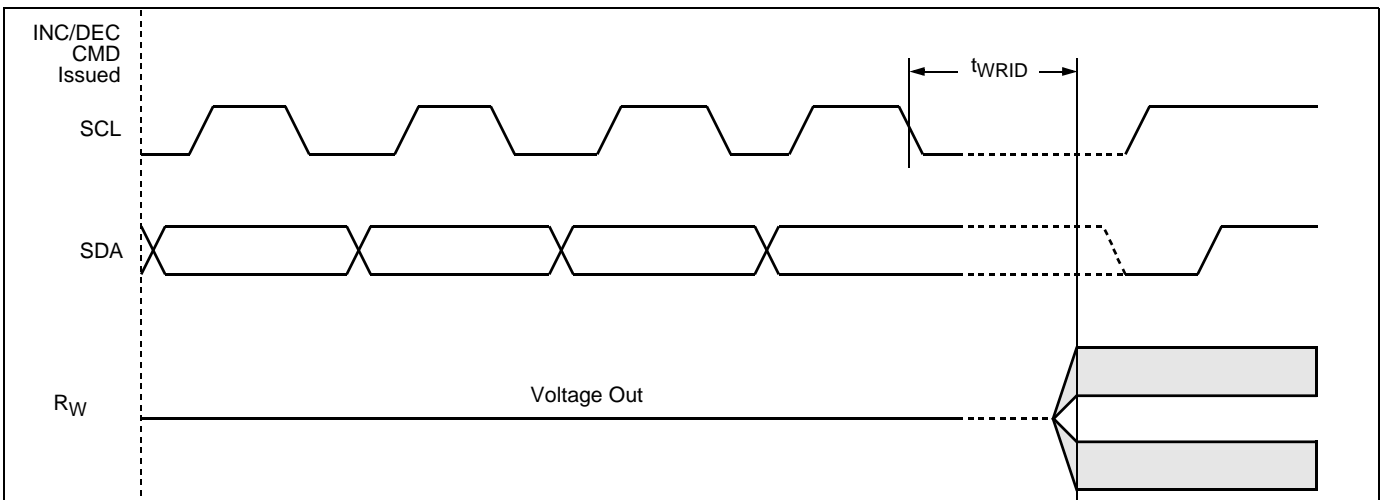 INC/DEC
CMD
Issued
tWRID
SCL
SDA
Voltage Out
RW